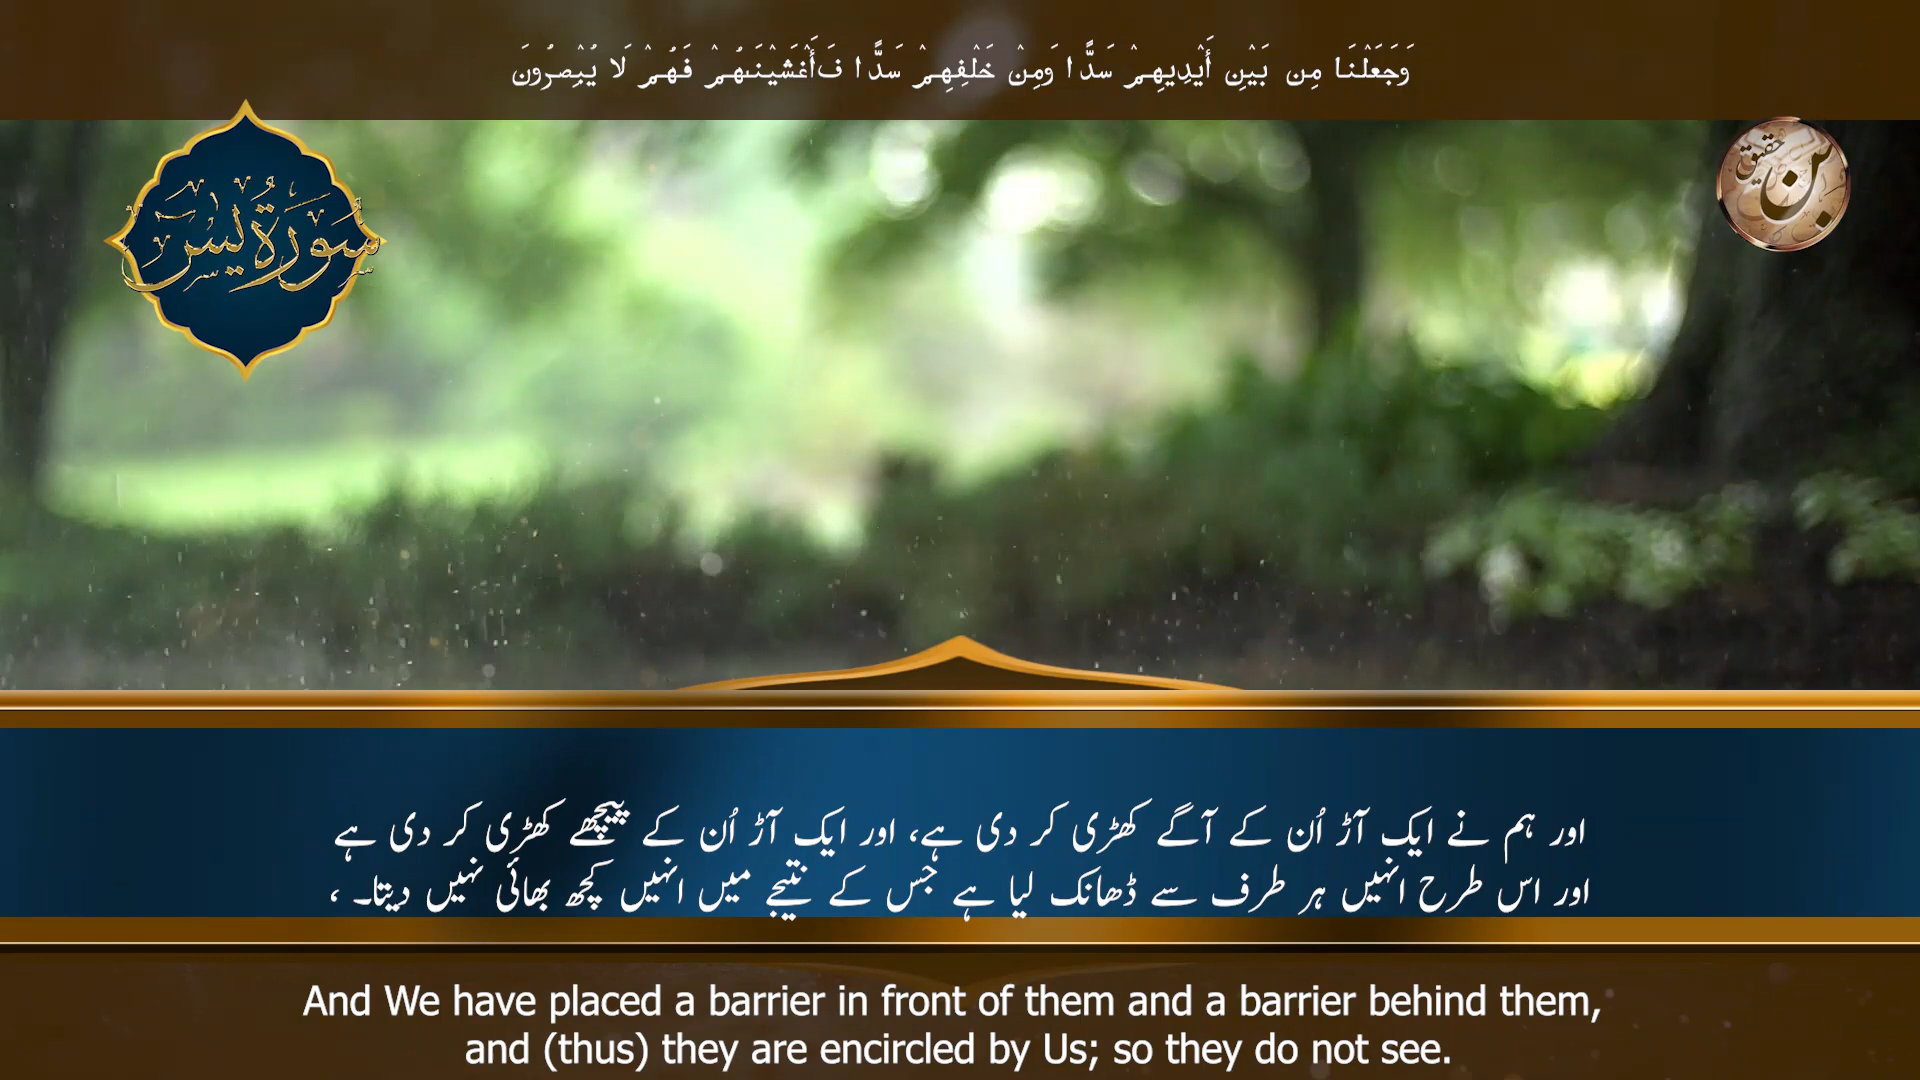 وَجَعَلْنَا مِن بَيْنِ أَيْدِيهِمْ سَدًّا وَمِنْ خَلْفِهِمْ سَدًّا فَأَغْشَيْنَـٰهُمْ فَهُمْ لَا يُبْصِرُونَ
سُورَة يٰسٓ
بن حقیق
اور ہم نے ایک آڑ اُن کے آگے کھڑی کر دی ہے، اور ایک آڑ اُن کے پیچھے کھڑی کر دی ہے
اور اس طرح انہیں ہر طرف سے ڈھانک لیا ہے جس کے نتیجے میں انہیں کچھ بھائی نہیں دیتا۔ ،
And We have placed a barrier in front of them and a barrier behind them,
and (thus) they are encircled by Us; so they do not see.